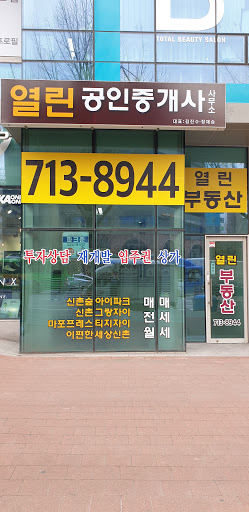 TOTAL BEAUTY SALON
열린 공인중개사 사무소
713-8944
열린
부동산
투자상담 재개발 입주권 상가
신촌숲아이파크 매매
신촌그랑자이 전세
마포프레스티지자이
이편한세상신촌 월세
열린
부동산
713-8944